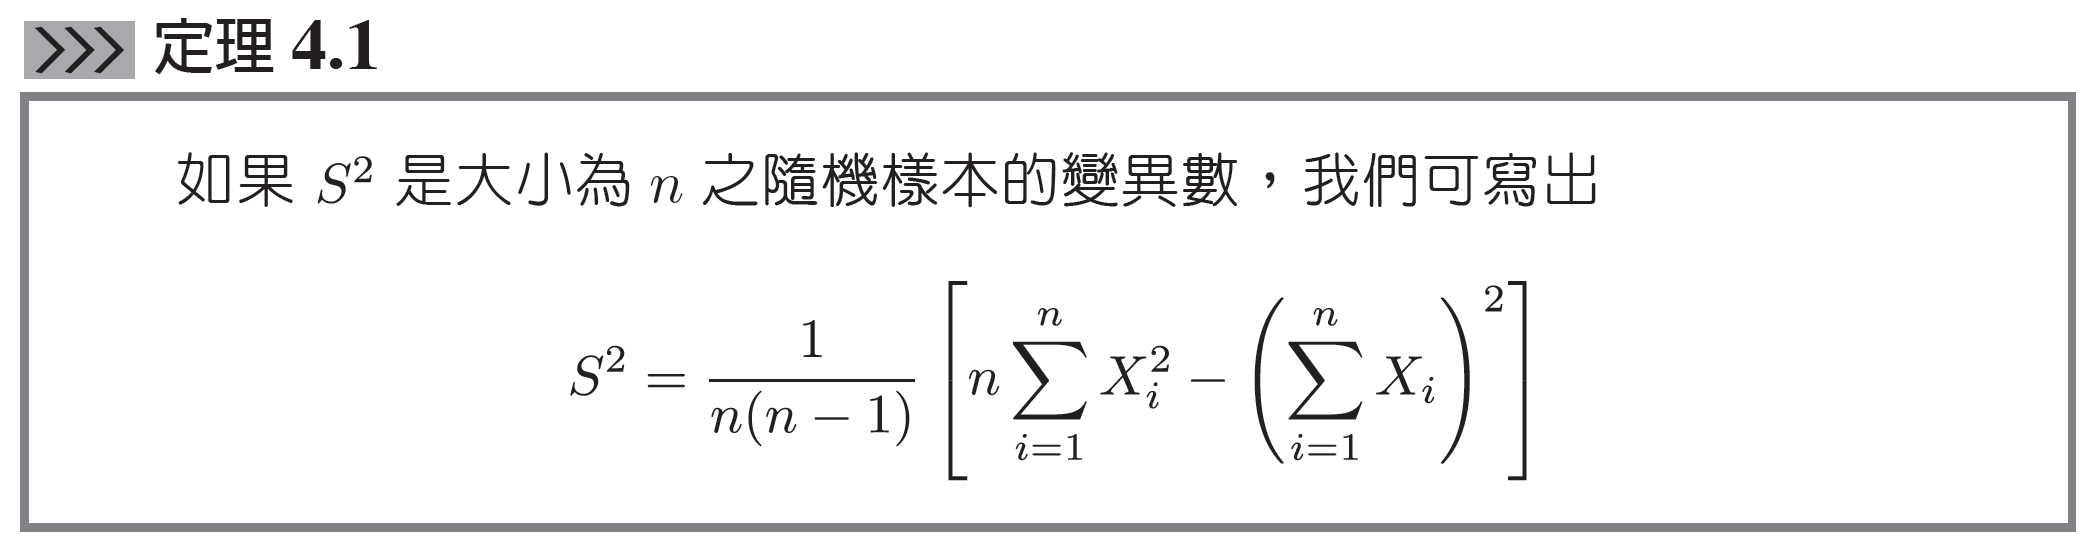 定理 4.1
如果 $S^2$ 是大小為 $n$ 之隨機樣本的變異數，我們可寫出
$S^2 = \frac{1}{n(n-1)} \left[ n \sum_{i=1}^{n} X_i^2 - \left( \sum_{i=1}^{n} X_i \right)^2 \right]$